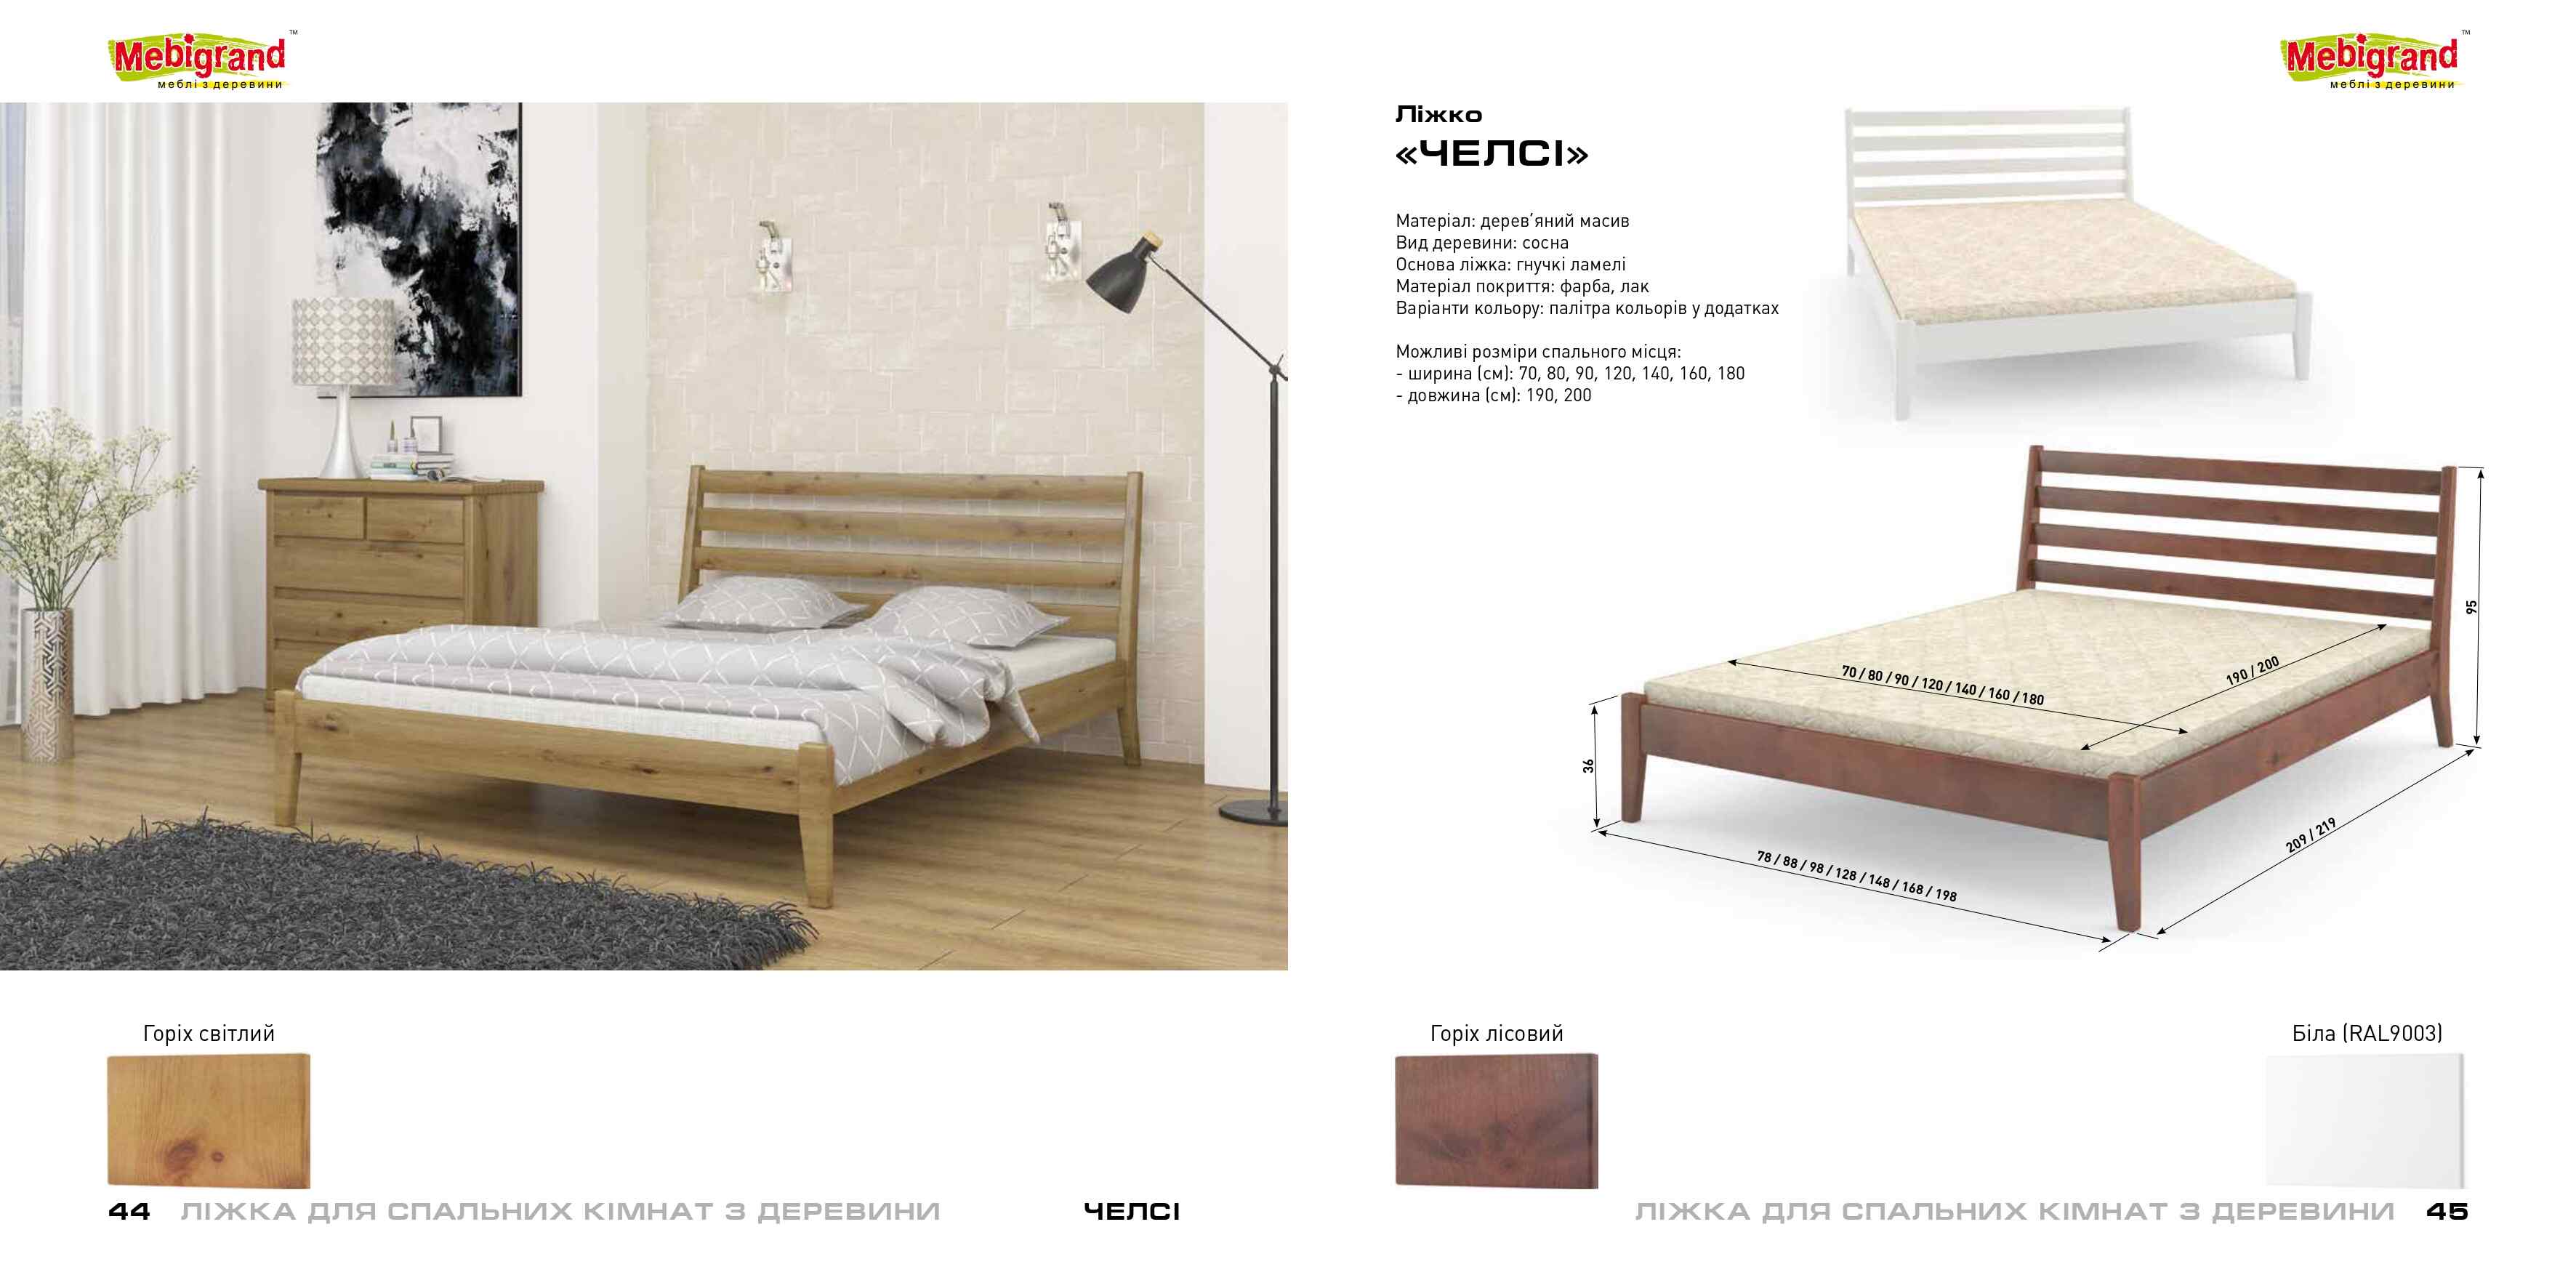 Mebigrand
TM
меблі з деревини
Mebigrand
TM
меблі з деревини
Ліжко
«ЧЕЛСІ»
Матеріал: дерев’яний масив
Вид деревини: сосна
Основа ліжка: гнучкі ламелі
Матеріал покриття: фарба, лак
Варіанти кольору: палітра кольорів у додатках
Можливі розміри спального місця:
- ширина (см): 70, 80, 90, 120, 140, 160, 180
- довжина (см): 190, 200
95
70 / 80 / 90 / 120 / 140 / 160 / 180
190 / 200
36
78 / 88 / 98 / 128 / 148 / 168 / 198
209 / 219
Горіх світлий
Горіх лісовий
Біла (RAL9003)
44 ЛІЖКА ДЛЯ СПАЛЬНИХ КІМНАТ З ДЕРЕВИНИ
ЧЕЛСІ
ЛІЖКА ДЛЯ СПАЛЬНИХ КІМНАТ З ДЕРЕВИНИ 45